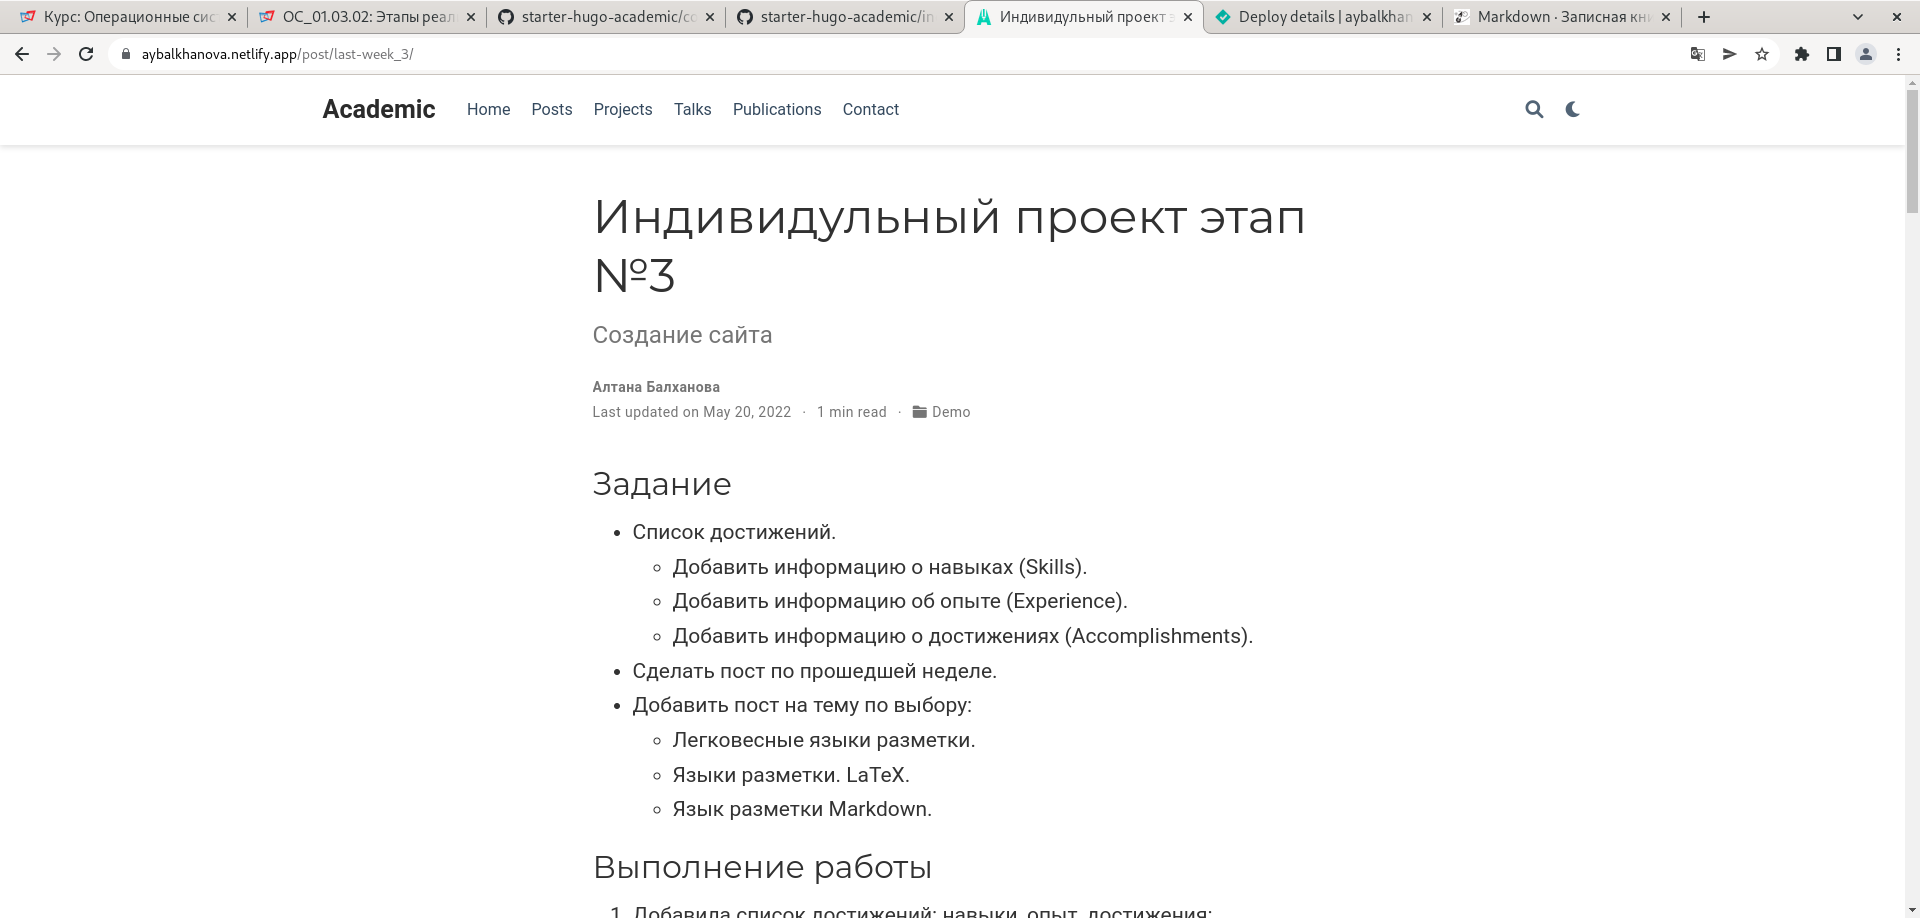 Курс: Операционные сис
ОС_01.03.02: Этапы реал
starter-hugo-academic/co
starter-hugo-academic/in
Индивидульный проект э
Deploy details | aybalkhan
Markdown · Записная кни
aybalkhanova.netlify.app/post/last-week_3/
Academic
Home
Posts
Projects
Talks
Publications
Contact
Индивидульный проект этап
№3
Создание сайта
Алтана Балханова
Last updated on May 20, 2022 · 1 min read · Demo
Задание
• Список достижений.
◦ Добавить информацию о навыках (Skills).
◦ Добавить информацию об опыте (Experience).
◦ Добавить информацию о достижениях (Accomplishments).
• Сделать пост по прошедшей неделе.
• Добавить пост на тему по выбору:
◦ Легковесные языки разметки.
◦ Языки разметки. LaTeX.
◦ Язык разметки Markdown.
Выполнение работы
1. Добавила список достижений: навыки, опыт, достижения;